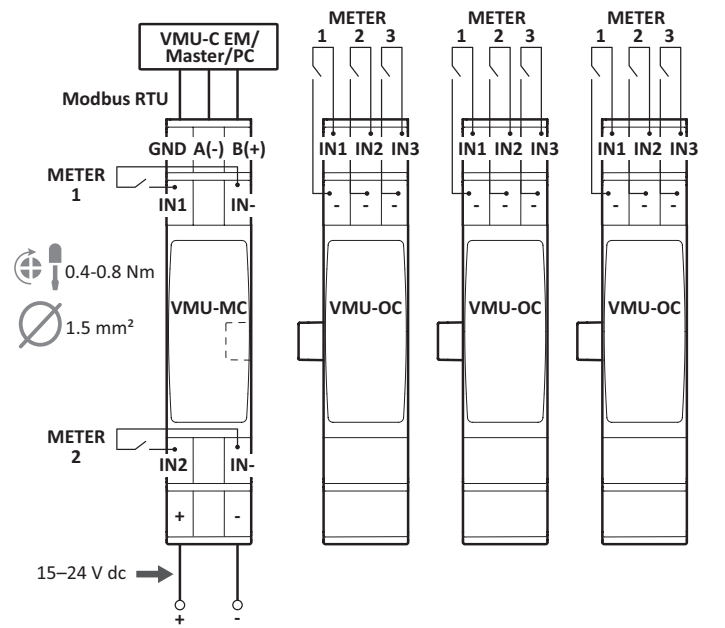 METER METER METER
1 2 3 1 2 3 1 2 3
VMU-C EM/
Master/PC
Modbus RTU
GND A(-) B(+) IN1 IN2 IN3 IN1 IN2 IN3 IN1 IN2 IN3
METER
1
IN1 IN- - - - - - - - - -
0.4-0.8 Nm
VMU-MC VMU-OC VMU-OC VMU-OC
1.5 mm²
METER
2
IN2 IN-
+ -
15–24 V dc
+ -